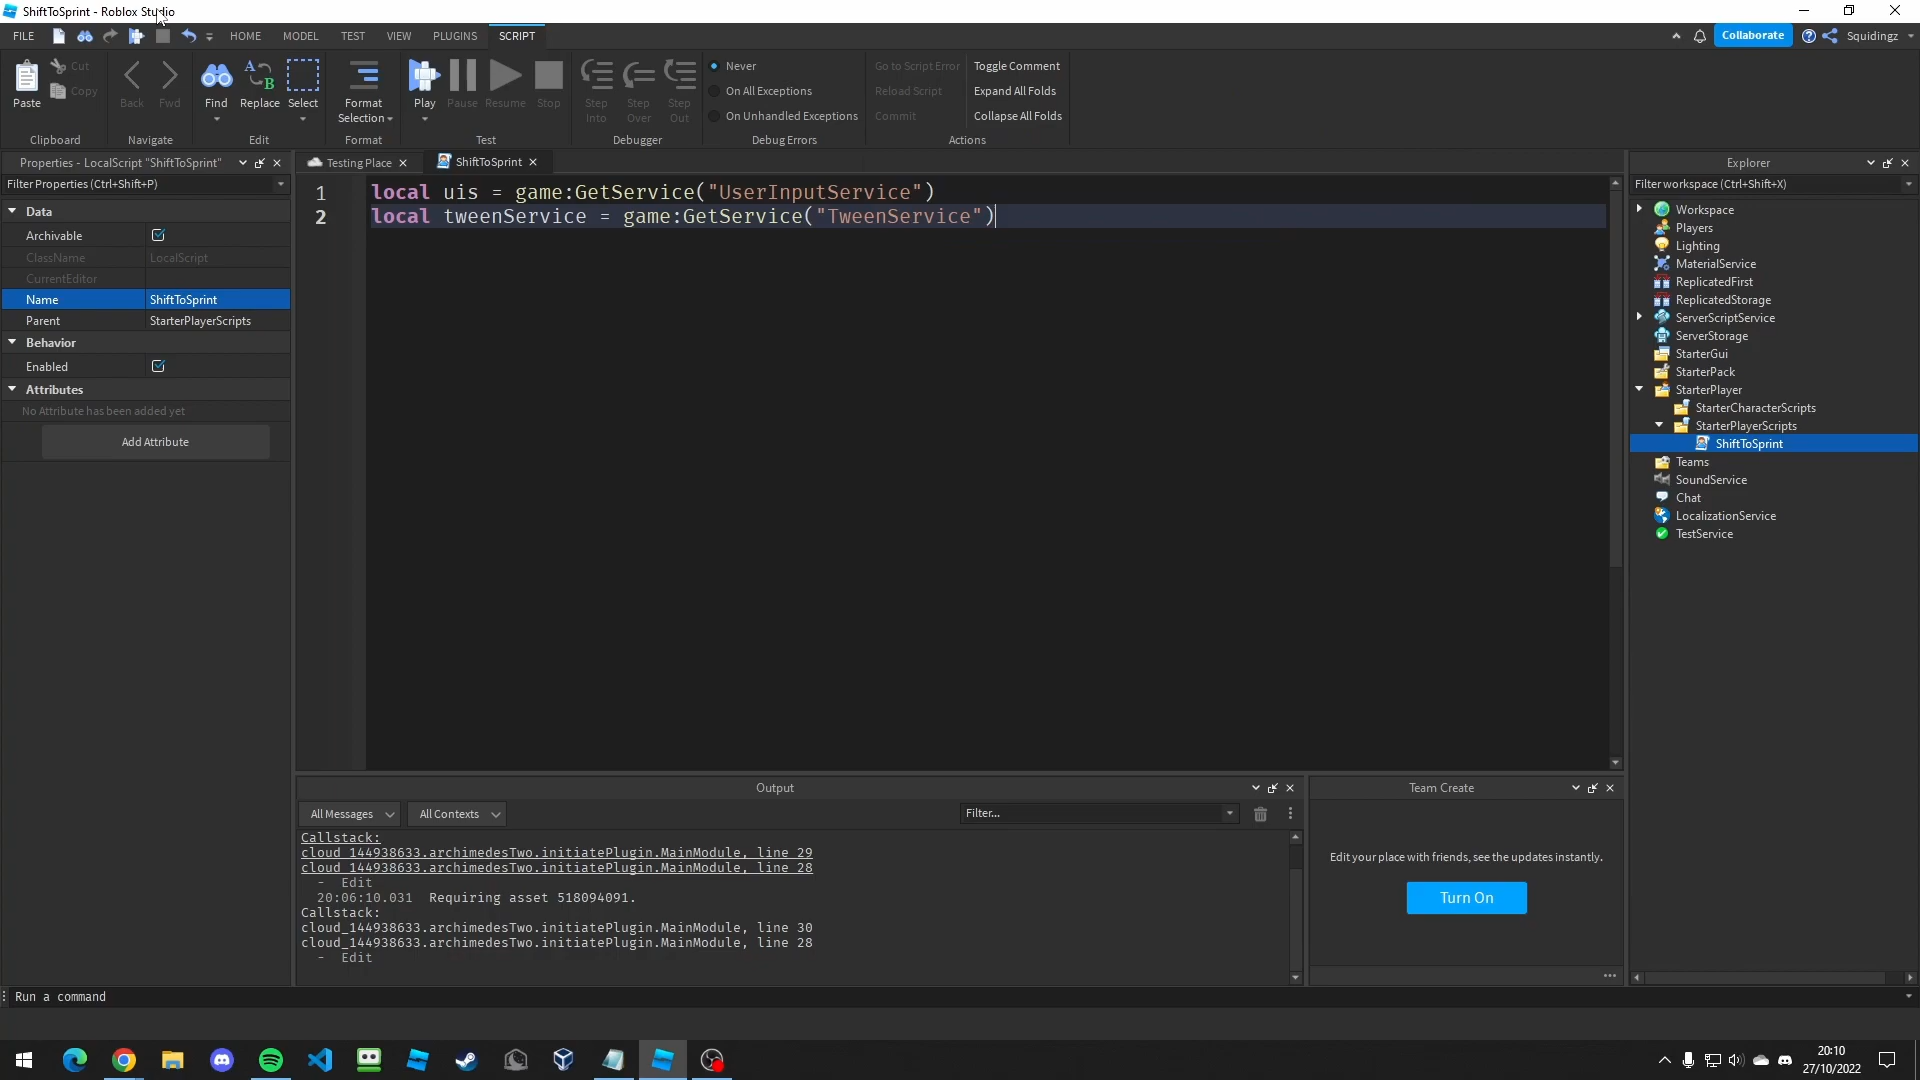 ShiftToSprint - Roblox Studio
FILE
HOME
MODEL
TEST
VIEW
PLUGINS
SCRIPT
Collaborate
Squidingz
Paste
Cut
Copy
Clipboard
Back
Fwd
Navigate
Find
Replace
Select
Edit
Format
Selection
Format
Play
Pause
Resume
Stop
Test
Step
Into
Step
Over
Step
Out
Debugger
Never
On All Exceptions
On Unhandled Exceptions
Debug Errors
Go to Script Error
Reload Script
Commit
Toggle Comment
Expand All Folds
Collapse All Folds
Actions
Properties - LocalScript "ShiftToSprint"
Filter Properties (Ctrl+Shift+P)
Data
Archivable
ClassName LocalScript
CurrentEditor
Name ShiftToSprint
Parent StarterPlayerScripts
Behavior
Enabled
Attributes
No Attribute has been added yet
Add Attribute
Testing Place
ShiftToSprint
1 local uis = game:GetService("UserInputService")
2 local tweenService = game:GetService("TweenService")
Explorer
Filter workspace (Ctrl+Shift+X)
Workspace
Players
Lighting
MaterialService
ReplicatedFirst
ReplicatedStorage
ServerScriptService
ServerStorage
StarterGui
StarterPack
StarterPlayer
StarterCharacterScripts
StarterPlayerScripts
ShiftToSprint
Teams
SoundService
Chat
LocalizationService
TestService
Output
All Messages
All Contexts
Filter...
Callstack:
cloud_144938633.archimedesTwo.initiatePlugin.MainModule, line 29
cloud_144938633.archimedesTwo.initiatePlugin.MainModule, line 28
- Edit
20:06:10.031 Requiring asset 518094091.
Callstack:
cloud_144938633.archimedesTwo.initiatePlugin.MainModule, line 30
cloud_144938633.archimedesTwo.initiatePlugin.MainModule, line 28
- Edit
Team Create
Edit your place with friends, see the updates instantly.
Turn On
Run a command
20:10
27/10/2022